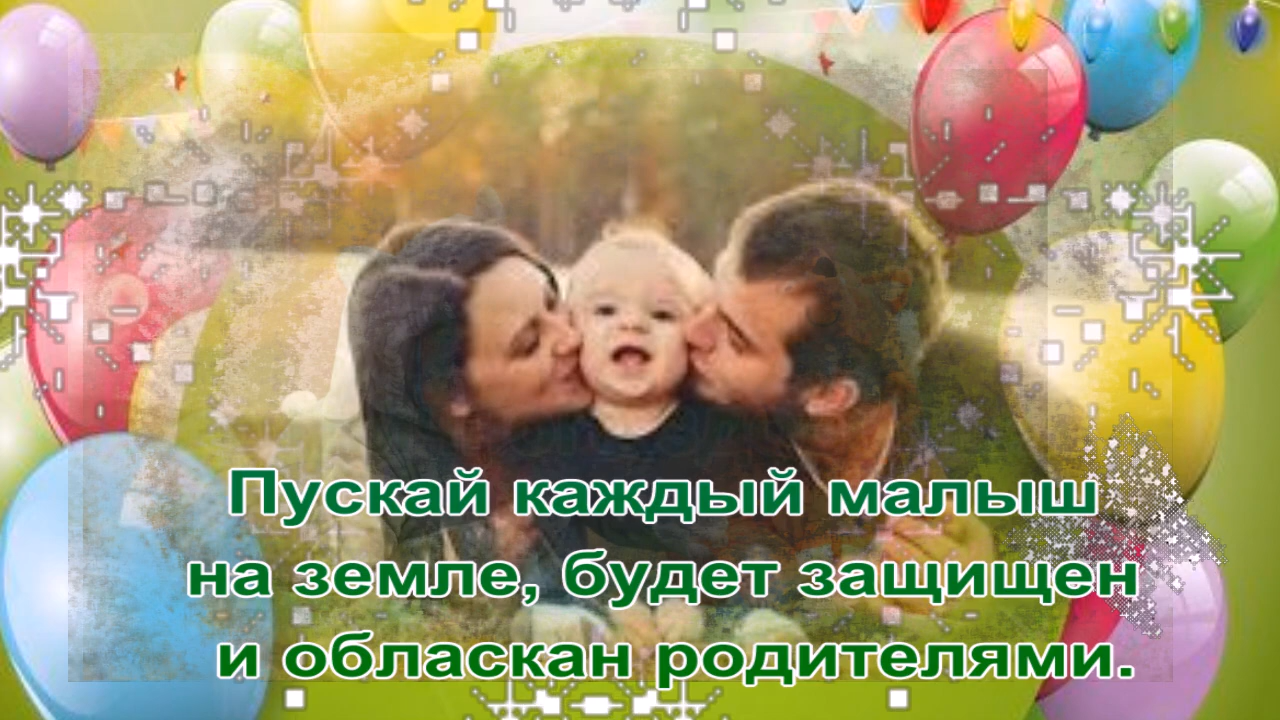 Пускай каждый малыш
на земле, будет защищен
и обласкан родителями.